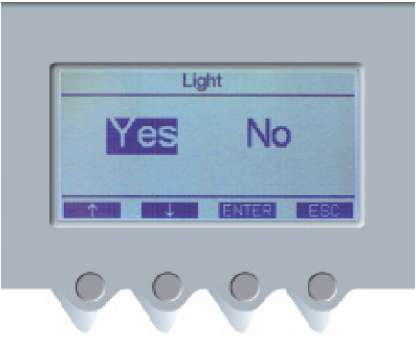 Light
Yes No
↑ ↓ ENTER ESC